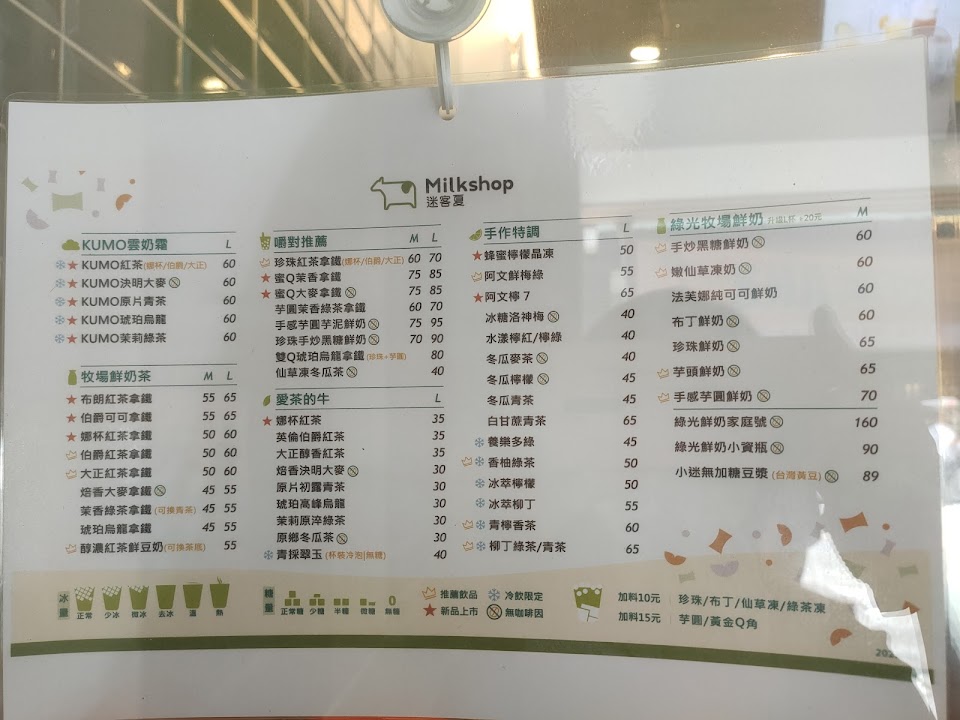 Milkshop
迷客夏
KUMO雲奶霜 L
KUMO紅茶(娜杯/伯爵/大正) 60
KUMO決明大麥 60
KUMO原片青茶 60
KUMO琥珀烏龍 60
KUMO茉莉綠茶 60
牧場鮮奶茶 M L
布朗紅茶拿鐵 55 65
伯爵可可拿鐵 55 65
娜杯紅茶拿鐵 50 60
伯爵紅茶拿鐵 50 60
大正紅茶拿鐵 50 60
焙香大麥拿鐵 45 55
茉香綠茶拿鐵(可換青茶) 45 55
琥珀烏龍拿鐵 45 55
醇濃紅茶鮮豆奶(可換茶底) 55
嚼對推薦 M L
珍珠紅茶拿鐵(娜杯/伯爵/大正) 60 70
蜜Q茉香拿鐵 75 85
蜜Q大麥拿鐵 75 85
芋圓茉香綠茶拿鐵 60 70
手感芋圓芋泥鮮奶 75 95
珍珠手炒黑糖鮮奶 70 90
雙Q琥珀烏龍拿鐵(珍珠+芋圓) 80
仙草凍冬瓜茶 40
愛茶的牛 L
娜杯紅茶 35
英倫伯爵紅茶 35
大正醇香紅茶 35
焙香決明大麥 30
原片初露青茶 30
琥珀高峰烏龍 30
茉莉原淬綠茶 30
原鄉冬瓜茶 30
青採翠玉(杯裝冷泡|無糖) 40
手作特調 L
蜂蜜檸檬晶凍 50
阿文鮮梅綠 55
阿文檸7 65
冰糖洛神梅 40
水漾檸紅/檸綠 40
冬瓜麥茶 40
冬瓜檸檬 45
冬瓜青茶 45
白甘蔗青茶 65
養樂多綠 45
香柚綠茶 50
冰萃檸檬 50
冰萃柳丁 55
青檸香茶 60
柳丁綠茶/青茶 65
綠光牧場鮮奶 升級L杯+20元 M
手炒黑糖鮮奶 60
嫩仙草凍奶 60
法芙娜純可可鮮奶 60
布丁鮮奶 60
珍珠鮮奶 65
芋頭鮮奶 65
手感芋圓鮮奶 70
綠光鮮奶家庭號 160
綠光鮮奶小資瓶 90
小迷無加糖豆漿(台灣黃豆) 89
冰量 正常 少冰 微冰 去冰 溫 熱
糖量 正常糖 少糖 半糖 微糖 無糖
0
推薦飲品 冷飲限定
新品上市 無咖啡因
加料10元 珍珠/布丁/仙草凍/綠茶凍
加料15元 芋圓/黃金Q角